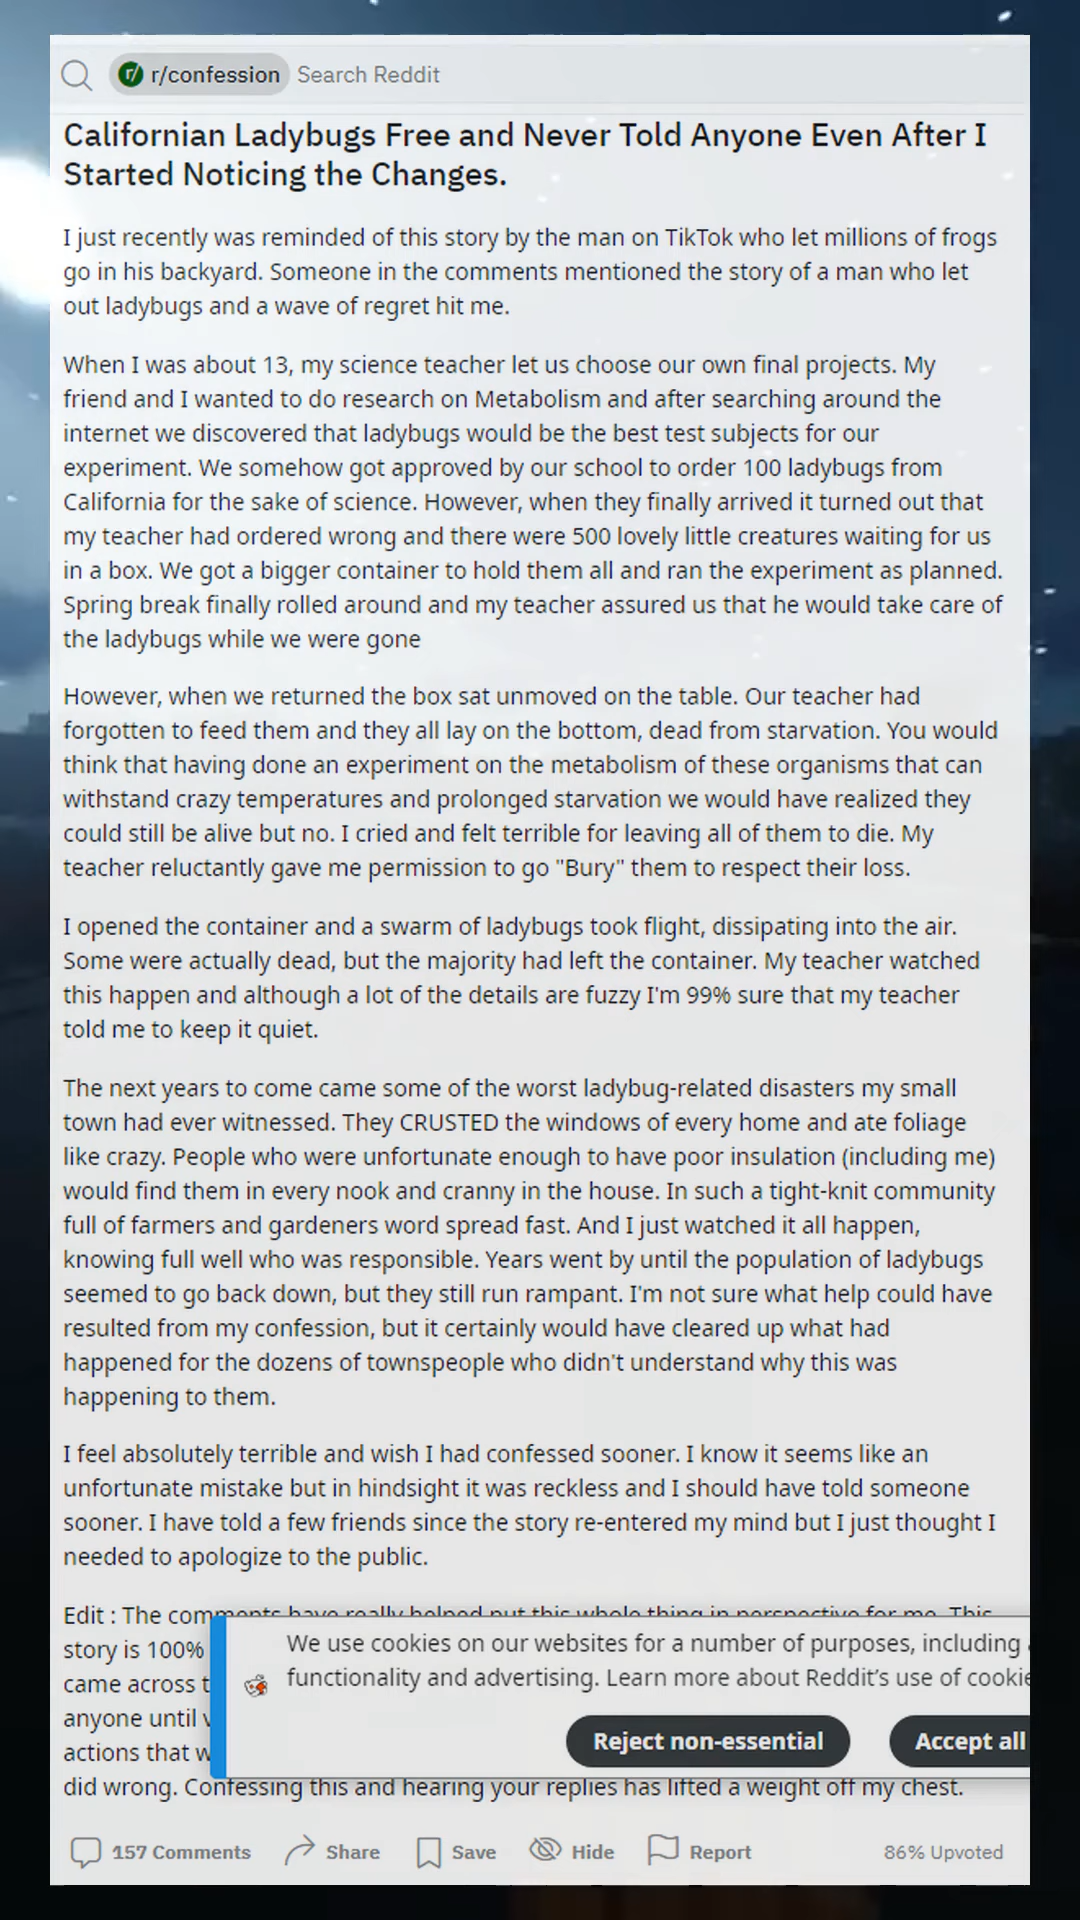 r/ r/confession Search Reddit
Californian Ladybugs Free and Never Told Anyone Even After I
Started Noticing the Changes.
I just recently was reminded of this story by the man on TikTok who let millions of frogs
go in his backyard. Someone in the comments mentioned the story of a man who let
out ladybugs and a wave of regret hit me.
When I was about 13, my science teacher let us choose our own final projects. My
friend and I wanted to do research on Metabolism and after searching around the
internet we discovered that ladybugs would be the best test subjects for our
experiment. We somehow got approved by our school to order 100 ladybugs from
California for the sake of science. However, when they finally arrived it turned out that
my teacher had ordered wrong and there were 500 lovely little creatures waiting for us
in a box. We got a bigger container to hold them all and ran the experiment as planned.
Spring break finally rolled around and my teacher assured us that he would take care of
the ladybugs while we were gone
However, when we returned the box sat unmoved on the table. Our teacher had
forgotten to feed them and they all lay on the bottom, dead from starvation. You would
think that having done an experiment on the metabolism of these organisms that can
withstand crazy temperatures and prolonged starvation we would have realized they
could still be alive but no. I cried and felt terrible for leaving all of them to die. My
teacher reluctantly gave me permission to go "Bury" them to respect their loss.
I opened the container and a swarm of ladybugs took flight, dissipating into the air.
Some were actually dead, but the majority had left the container. My teacher watched
this happen and although a lot of the details are fuzzy I'm 99% sure that my teacher
told me to keep it quiet.
The next years to come came some of the worst ladybug-related disasters my small
town had ever witnessed. They CRUSTED the windows of every home and ate foliage
like crazy. People who were unfortunate enough to have poor insulation (including me)
would find them in every nook and cranny in the house. In such a tight-knit community
full of farmers and gardeners word spread fast. And I just watched it all happen,
knowing full well who was responsible. Years went by until the population of ladybugs
seemed to go back down, but they still run rampant. I'm not sure what help could have
resulted from my confession, but it certainly would have cleared up what had
happened for the dozens of townspeople who didn't understand why this was
happening to them.
I feel absolutely terrible and wish I had confessed sooner. I know it seems like an
unfortunate mistake but in hindsight it was reckless and I should have told someone
sooner. I have told a few friends since the story re-entered my mind but I just thought I
needed to apologize to the public.
Edit : The comments have really helped put this whole thing in perspective for me. This
story is 100%
came across
anyone until
actions that
did wrong. Confessing this and hearing your replies has lifted a weight off my chest.
We use cookies on our websites for a number of purposes, including
functionality and advertising. Learn more about Reddit's use of cookie
Reject non-essential Accept all
157 Comments Share Save Hide Report 86% Upvoted